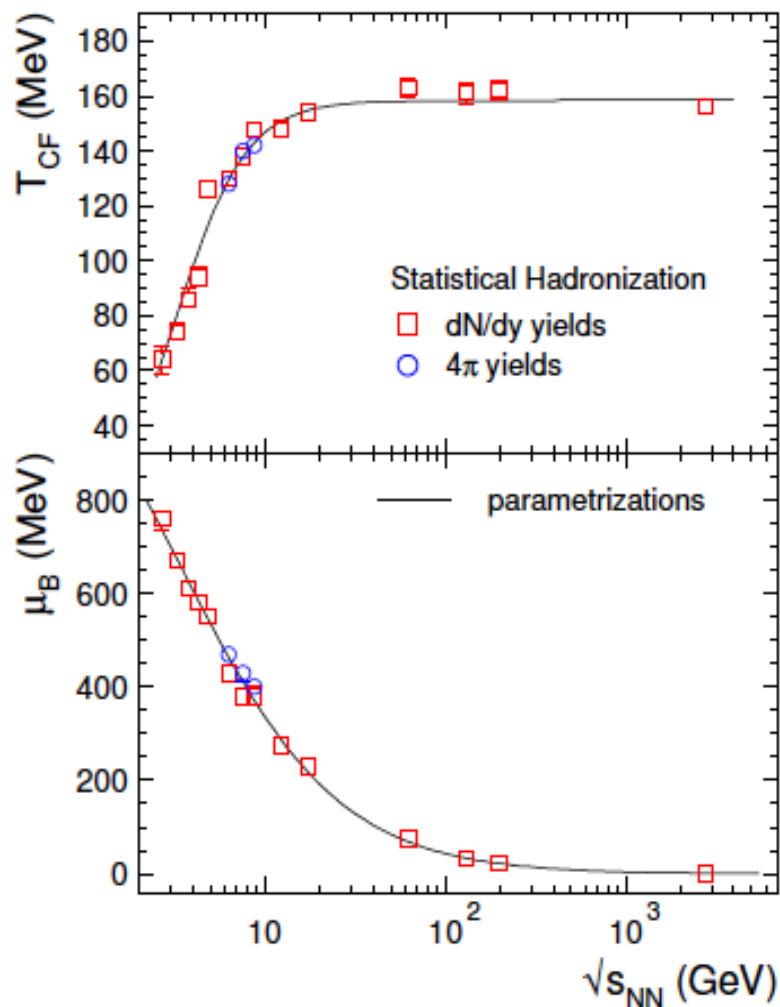 T_CF (MeV)
180
160
140
120
100
80
60
40
Statistical Hadronization
dN/dy yields
4π yields
μ_B (MeV)
800
600
400
200
0
parametrizations
10
10²
10³
√s_NN (GeV)